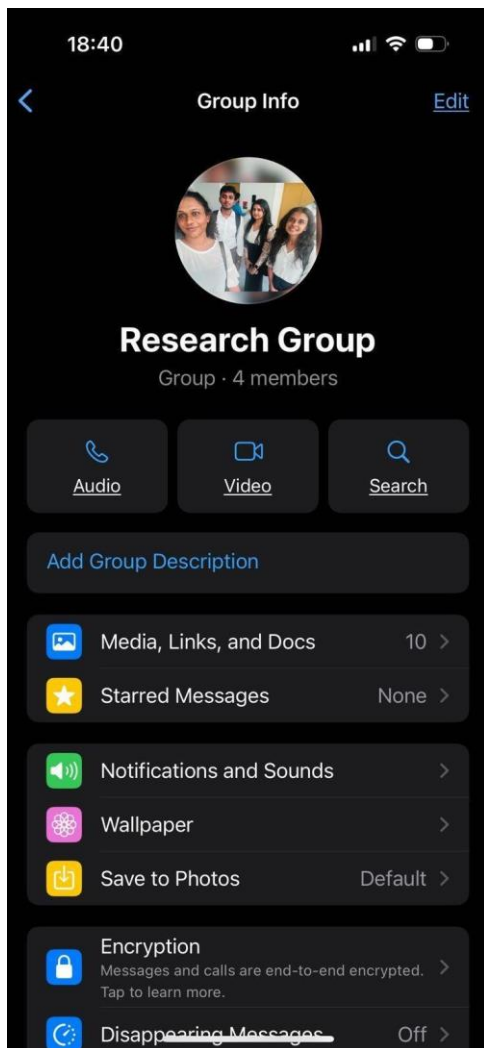 18:40
Group Info
Edit
Research Group
Group · 4 members
Audio
Video
Search
Add Group Description
Media, Links, and Docs 10
Starred Messages None
Notifications and Sounds
Wallpaper
Save to Photos Default
Encryption
Messages and calls are end-to-end encrypted.
Tap to learn more.
Disappearing Messages Off